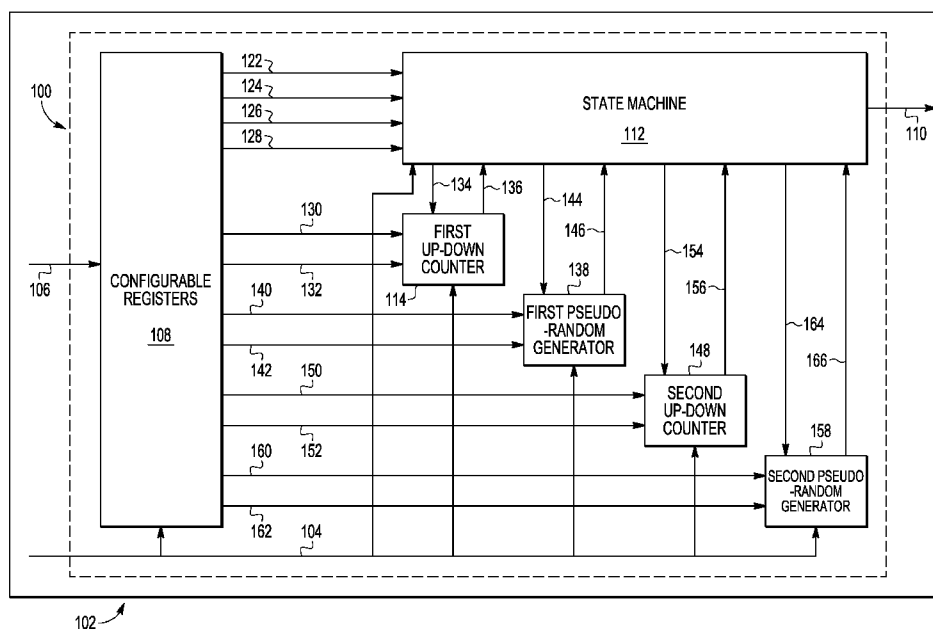 122
124
126
128
100
STATE MACHINE
112
110
134
136
144
146
154
156
164
166
130
132
FIRST
UP-DOWN
COUNTER
114
106
CONFIGURABLE
REGISTERS
108
140
142
138
FIRST PSEUDO
-RANDOM
GENERATOR
150
152
148
SECOND
UP-DOWN
COUNTER
160
162
158
SECOND PSEUDO
-RANDOM
GENERATOR
104
102